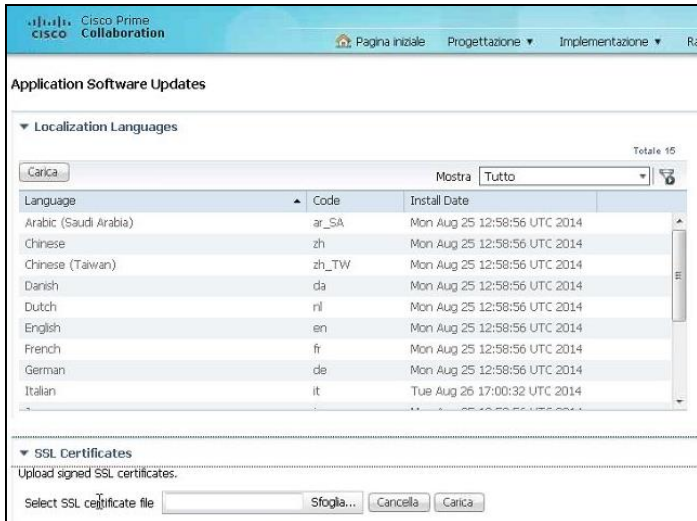 Cisco Prime
CISCO Collaboration
Pagina iniziale Progettazione Implementazione
Application Software Updates
Localization Languages
Totale 15
Carica Mostra Tutto
Language Code Install Date
Arabic (Saudi Arabia) ar_SA Mon Aug 25 12:58:56 UTC 2014
Chinese zh Mon Aug 25 12:58:56 UTC 2014
Chinese (Taiwan) zh_TW Mon Aug 25 12:58:56 UTC 2014
Danish da Mon Aug 25 12:58:56 UTC 2014
Dutch nl Mon Aug 25 12:58:56 UTC 2014
English en Mon Aug 25 12:58:56 UTC 2014
French fr Mon Aug 25 12:58:56 UTC 2014
German de Mon Aug 25 12:58:56 UTC 2014
Italian it Tue Aug 26 17:00:32 UTC 2014
SSL Certificates
Upload signed SSL certificates.
Select SSL certificate file Sfoglia... Cancella Carica